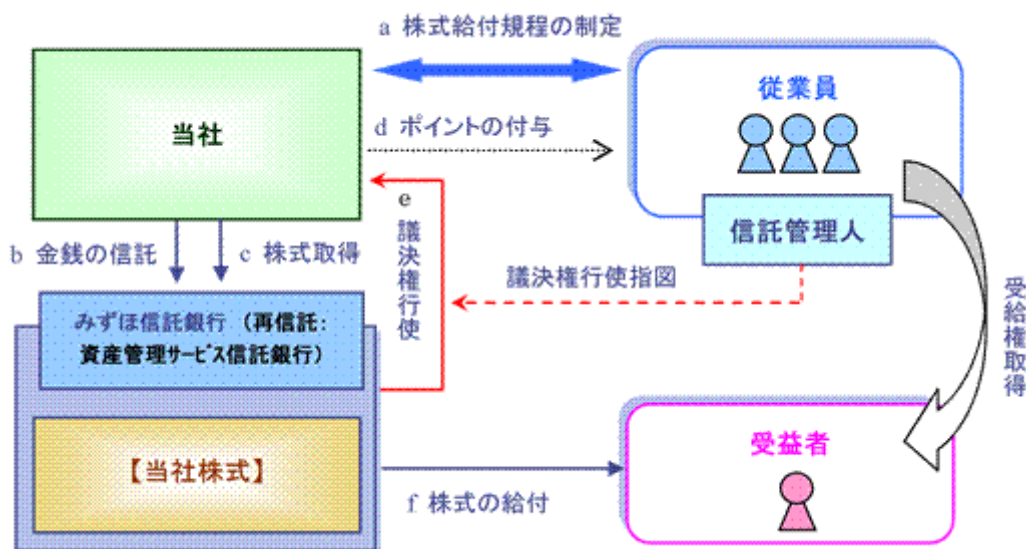 a 株式給付規程の制定
当社
従業員
d ポイントの付与
e 議決権行使
信託管理人
b 金銭の信託
c 株式取得
議決権行使指図
受給権取得
みずほ信託銀行 (再信託:
資産管理サービス信託銀行)
【当社株式】
受益者
f 株式の給付